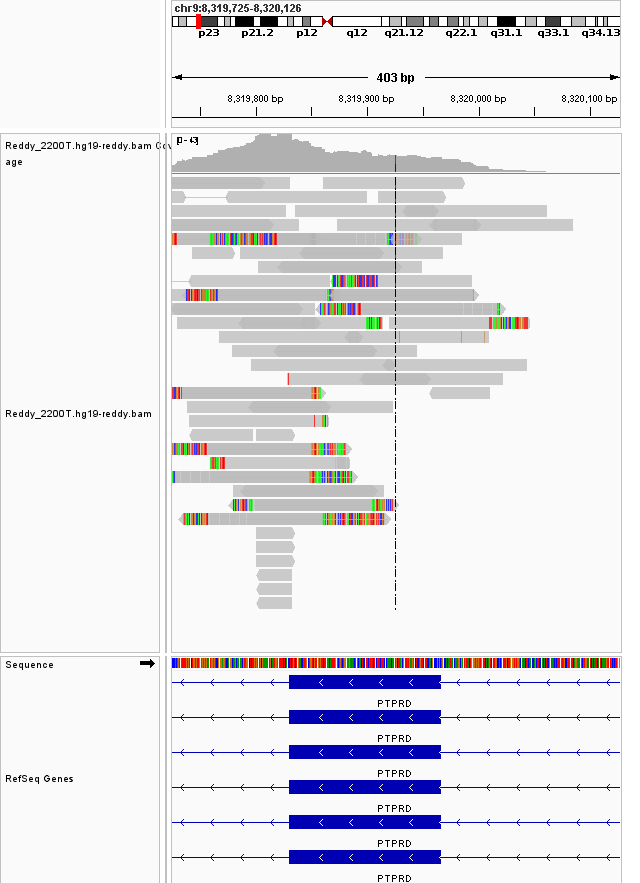 chr9:8,319,725-8,320,126
p23 p21.2 p12 q12 q21.12 q22.1 q31.1 q33.1 q34.13
403 bp
8,319,800 bp 8,319,900 bp 8,320,000 bp 8,320,100 bp
Reddy_2200T.hg19-reddy.bam Cov
age
Reddy_2200T.hg19-reddy.bam
Sequence
PTPRD
PTPRD
PTPRD
RefSeq Genes
PTPRD
PTPRD
PTPRD